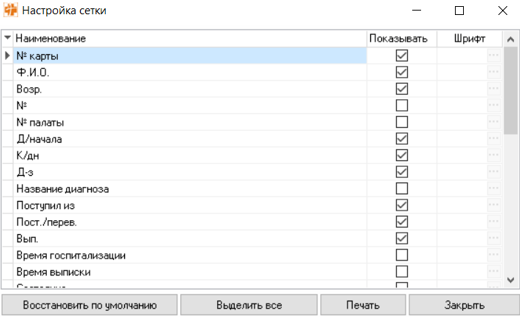 Настройка сетки
Наименование Показывать Шрифт
№ карты
Ф.И.О.
Возр.
№
№ палаты
Д/начала
К/дн
Д-з
Название диагноза
Поступил из
Пост./перев.
Вып.
Время госпитализации
Время выписки
Восстановить по умолчанию Выделить все Печать Закрыть